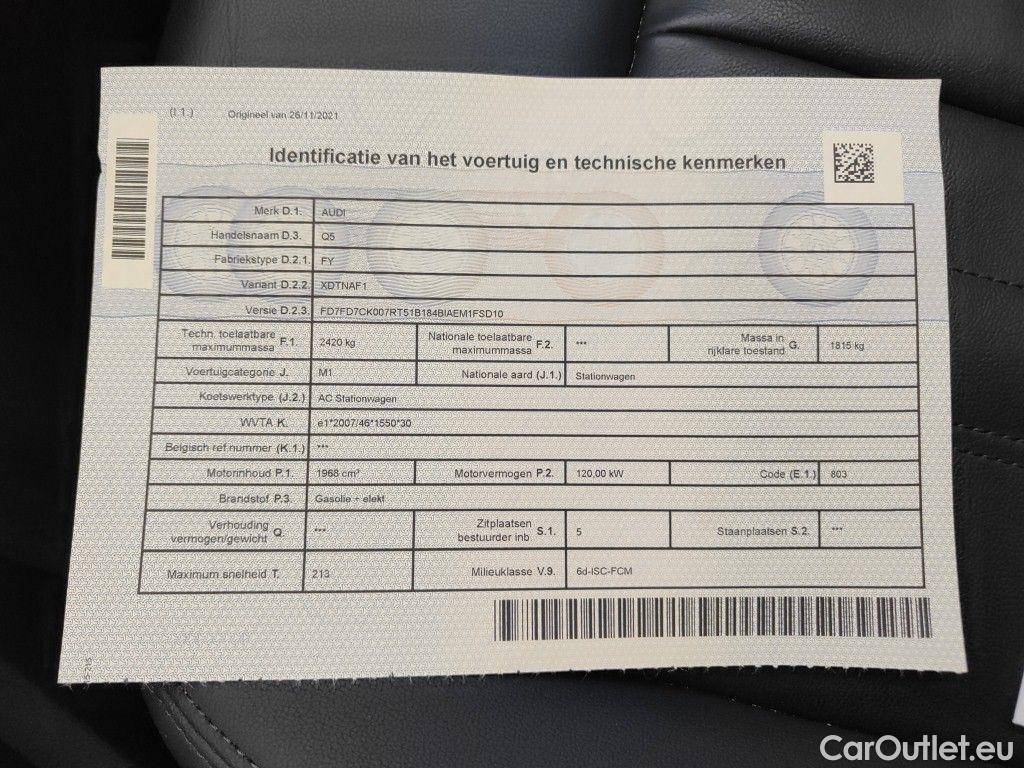 (I.1.) Origineel van 26/11/2021
Identificatie van het voertuig en technische kenmerken
Merk D.1. AUDI
Handelsnaam D.3. Q5
Fabriekstype D.2.1. FY
Variant D.2.2. XDTNAF1
Versie D.2.3. FD7FD7CK007RT51B184BIAEM1FSD10
Techn. toelaatbare maximummassa F.1. 2420 kg Nationale toelaatbare maximummassa F.2. *** Massa in rijklare toestand G. 1815 kg
Voertuigcategorie J. M1 Nationale aard (J.1.) Stationwagen
Koetswerktype (J.2.) AC Stationwagen
WVTA K. e1*2007/46*1550*30
Belgisch ref.nummer (K.1.) ***
Motorinhoud P.1. 1968 cm³ Motorvermogen P.2. 120,00 kW Code (E.1.) 803
Brandstof P.3. Gasolie + elekt
Verhouding vermogen/gewicht Q. *** Zitplaatsen bestuurder inb. S.1. 5 Staanplaatsen S.2. ***
Maximum snelheid T. 213 Milieuklasse V.9. 6d-ISC-FCM
CarOutlet.eu